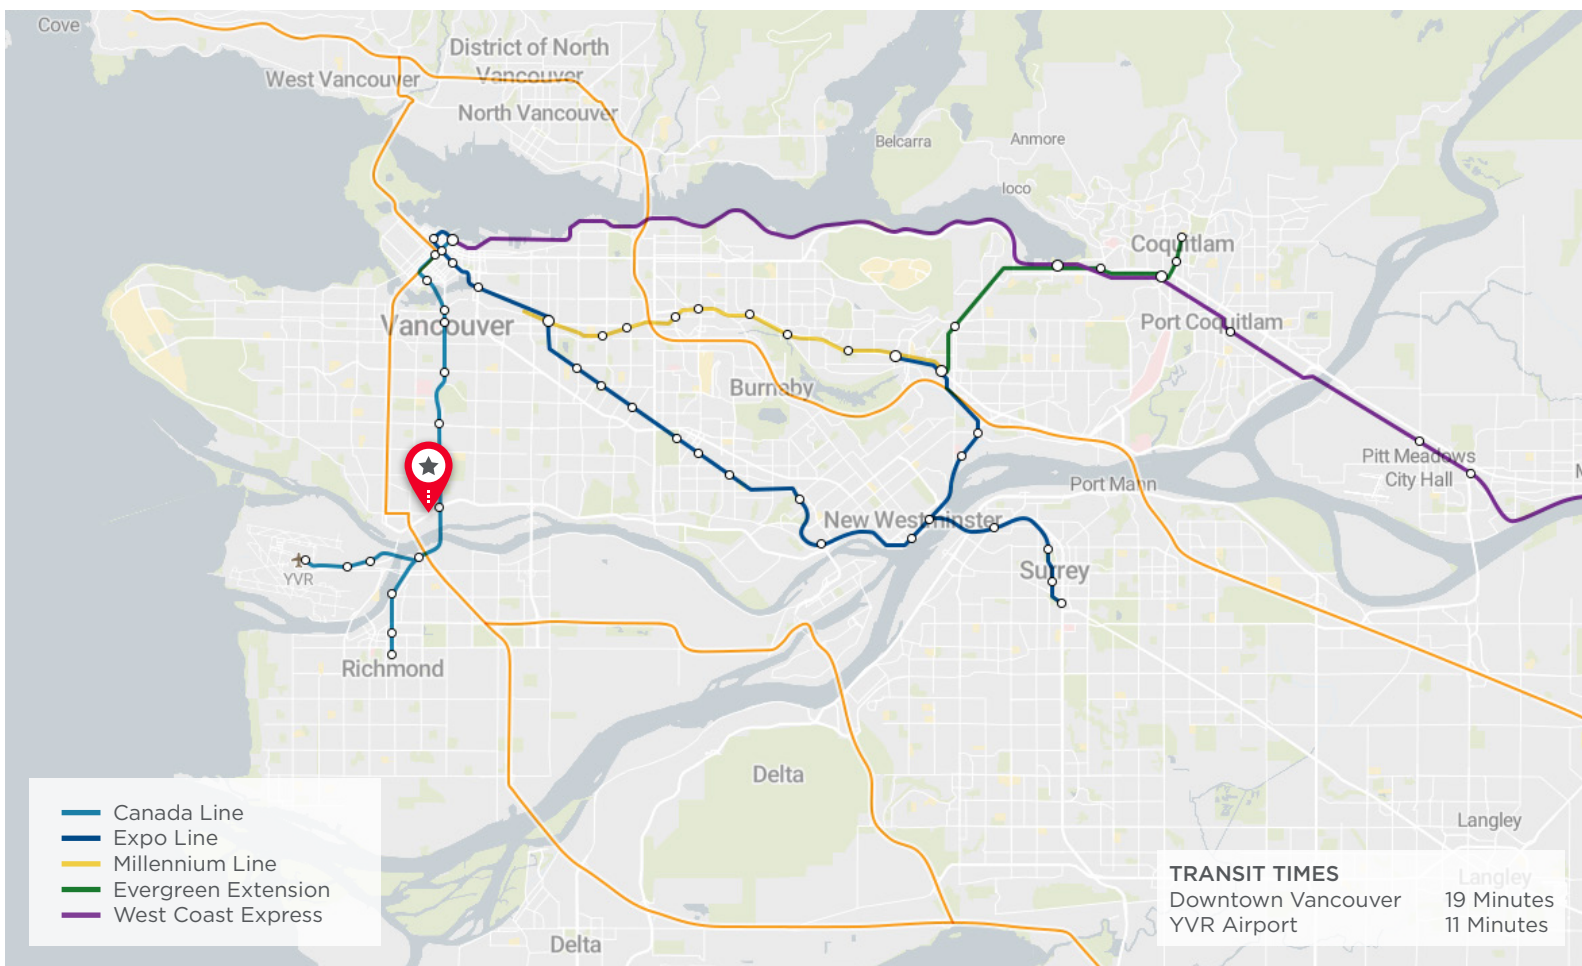 Cove
District of North
Vancouver
West Vancouver
North Vancouver
Belcarra
Anmore
Ioco
Coquitlam
Vancouver
Port Coquitlam
Burnaby
Pitt Meadows
City Hall
M
Port Mann
New Westminster
YVR
Surrey
Richmond
Delta
Langley
Langley
Delta
Canada Line
Expo Line
Millennium Line
Evergreen Extension
West Coast Express
TRANSIT TIMES
Downtown Vancouver 19 Minutes
YVR Airport 11 Minutes